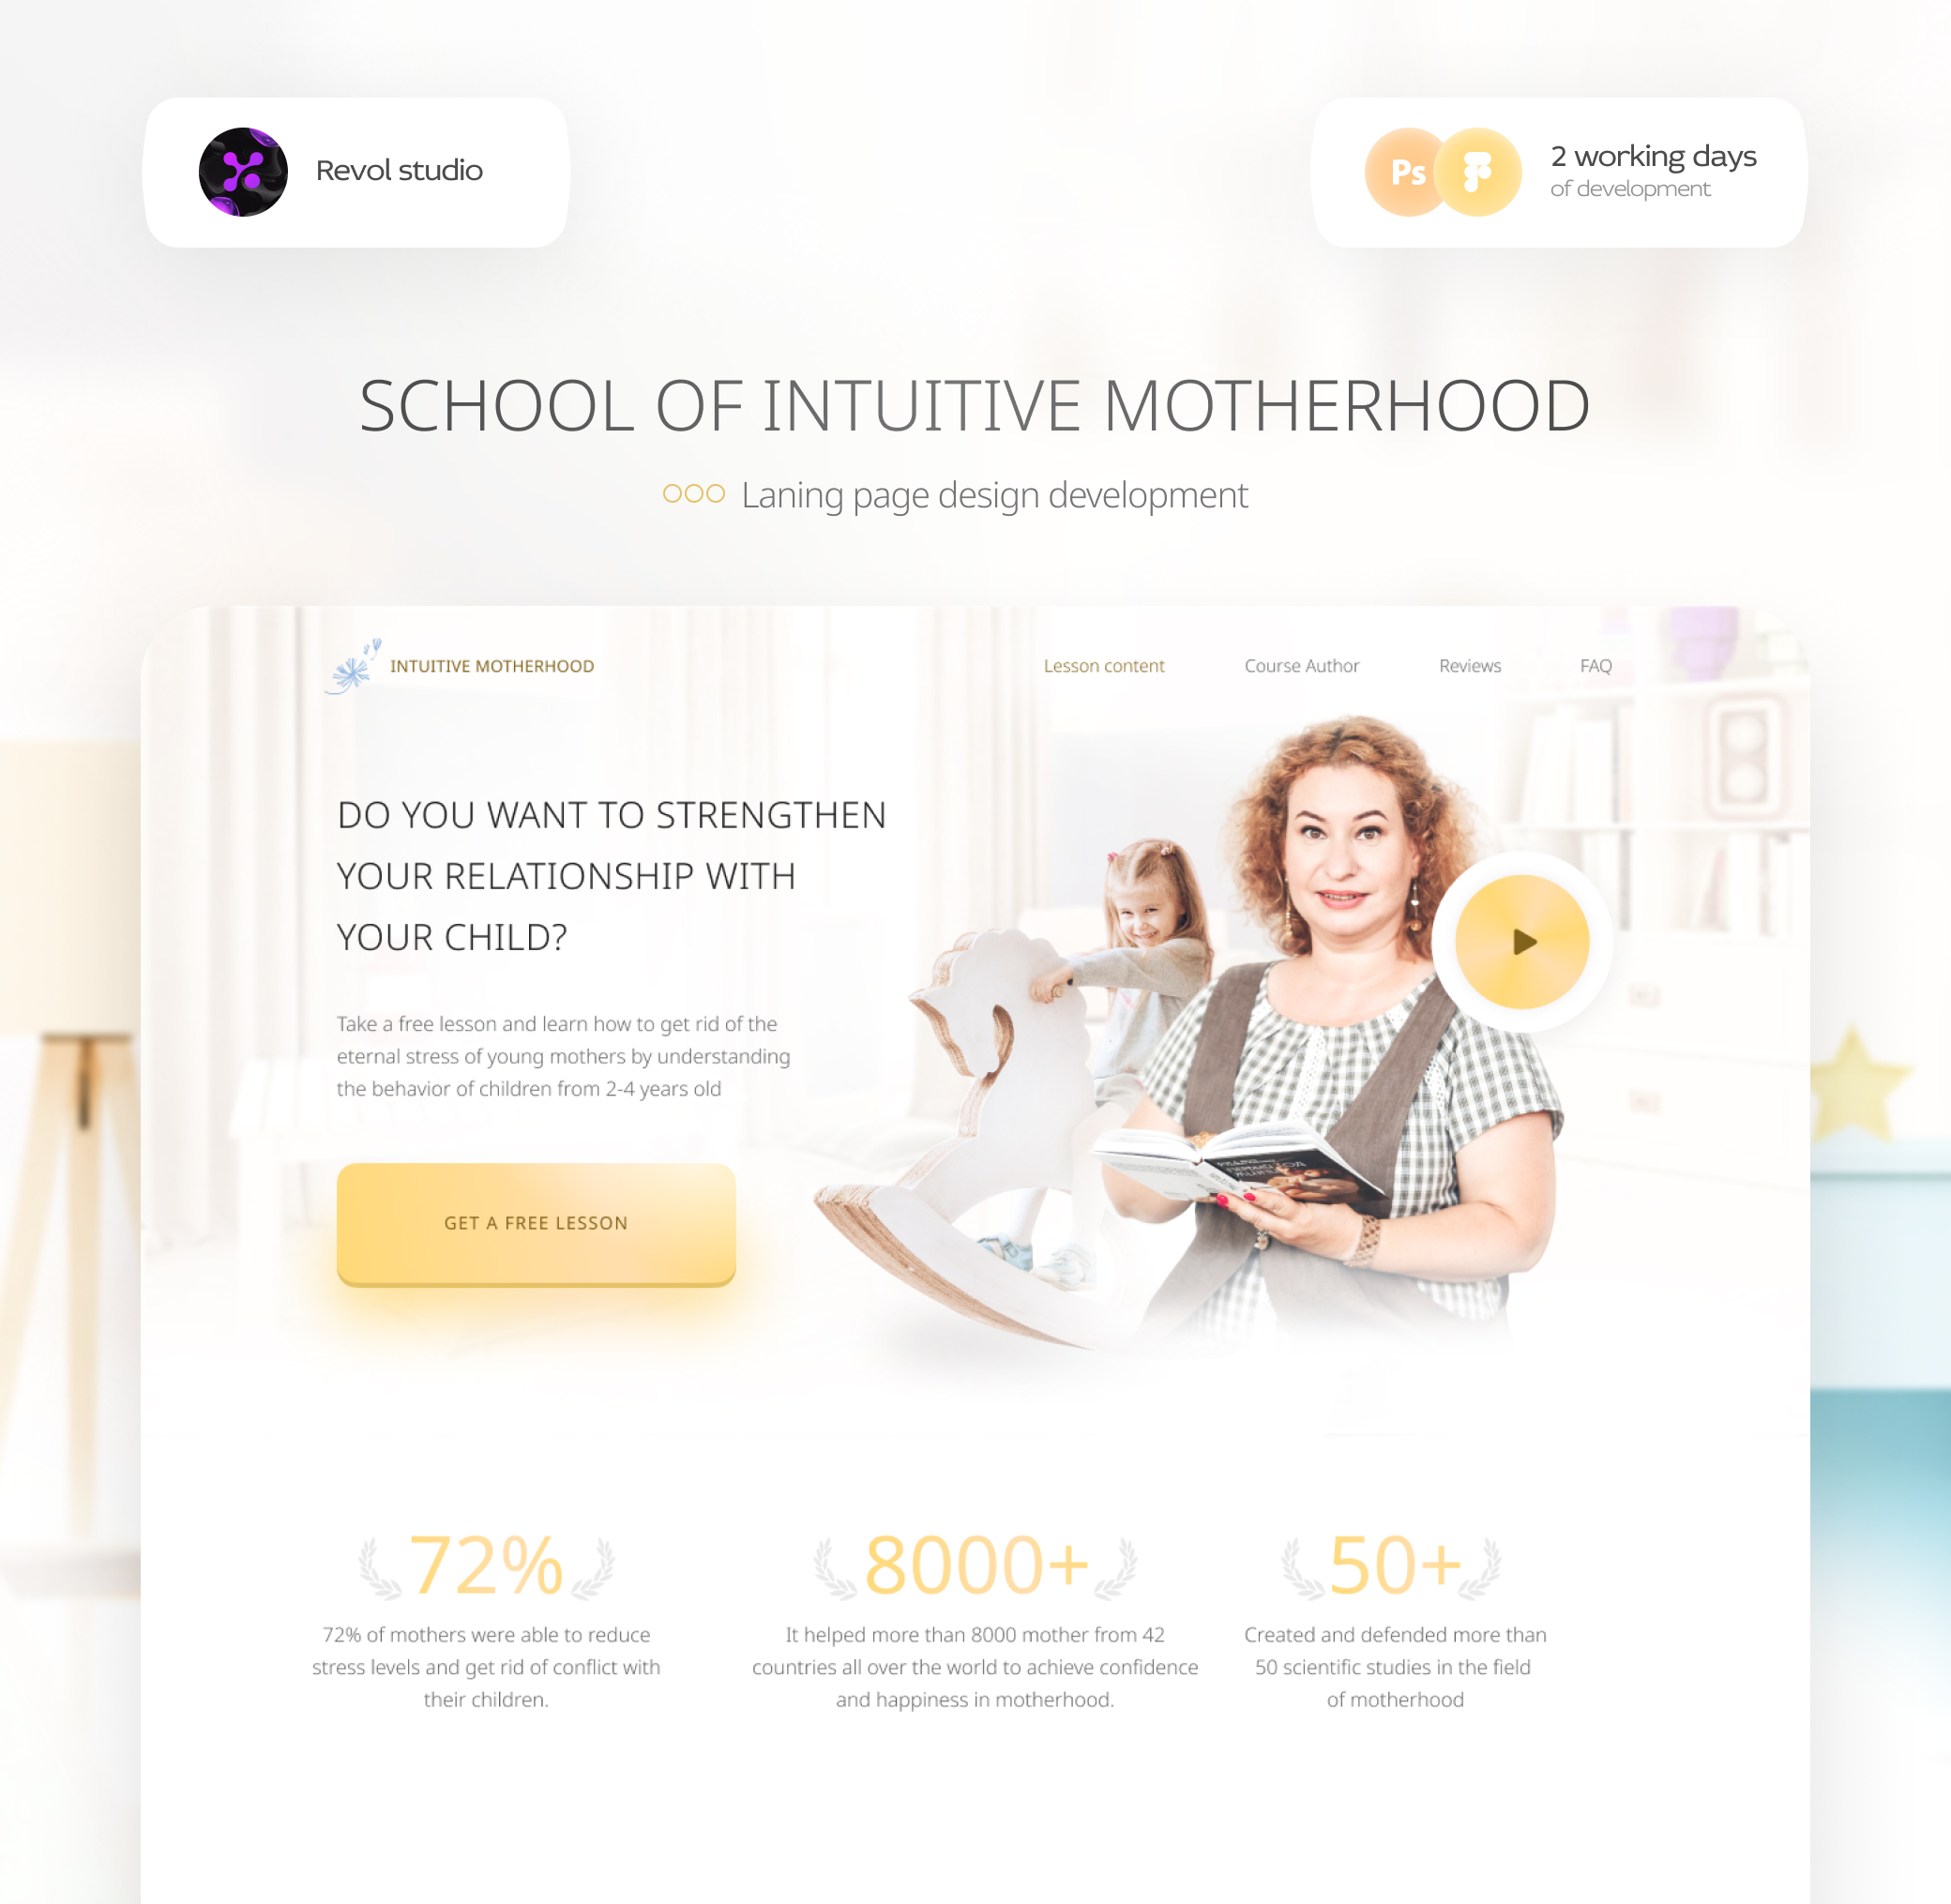 Revol studio
Ps
2 working days
of development
SCHOOL OF INTUITIVE MOTHERHOOD
Laning page design development
INTUITIVE MOTHERHOOD
Lesson content
Course Author
Reviews
FAQ
DO YOU WANT TO STRENGTHEN
YOUR RELATIONSHIP WITH
YOUR CHILD?
Take a free lesson and learn how to get rid of the
eternal stress of young mothers by understanding
the behavior of children from 2-4 years old
GET A FREE LESSON
72%
72% of mothers were able to reduce
stress levels and get rid of conflict with
their children.
8000+
It helped more than 8000 mother from 42
countries all over the world to achieve confidence
and happiness in motherhood.
50+
Created and defended more than
50 scientific studies in the field
of motherhood